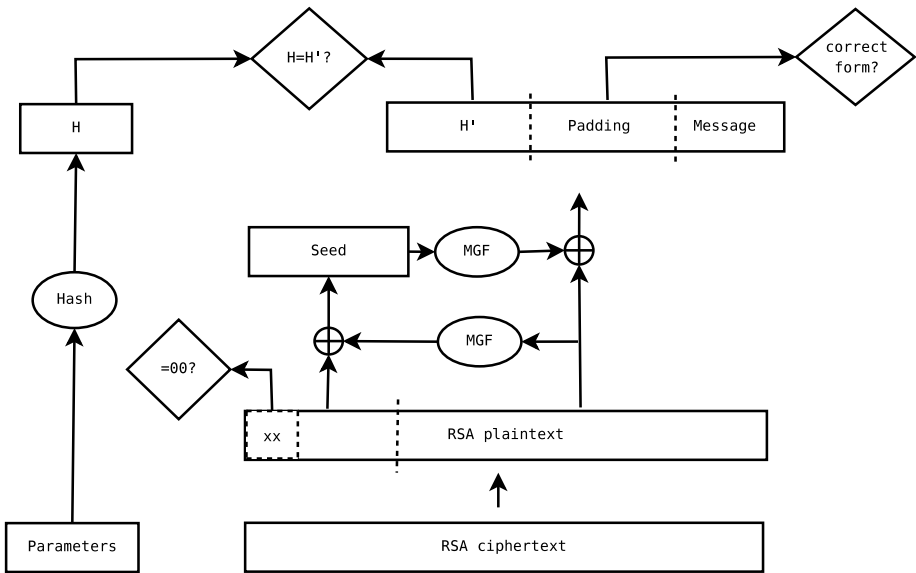 H=H'?
correct
form?
H
H'
Padding
Message
Seed
MGF
Hash
MGF
=00?
xx
RSA plaintext
Parameters
RSA ciphertext